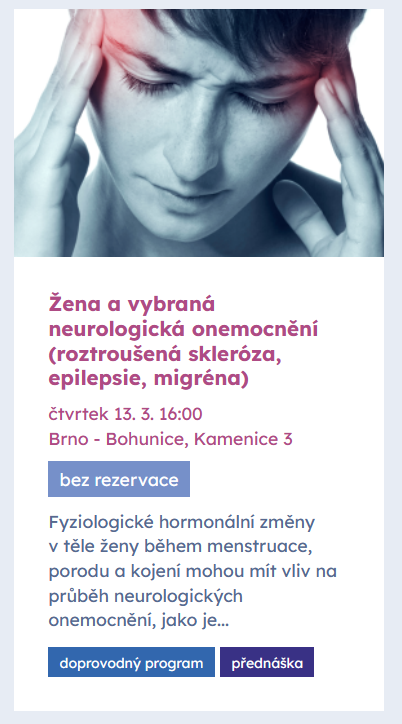 Žena a vybraná
neurologická onemocnění
(roztroušená skleróza,
epilepsie, migréna)
čtvrtek 13. 3. 16:00
Brno - Bohunice, Kamenice 3
bez rezervace
Fyziologické hormonální změny
v těle ženy během menstruace,
porodu a kojení mohou mít vliv na
průběh neurologických
onemocnění, jako je...
doprovodný program přednáška